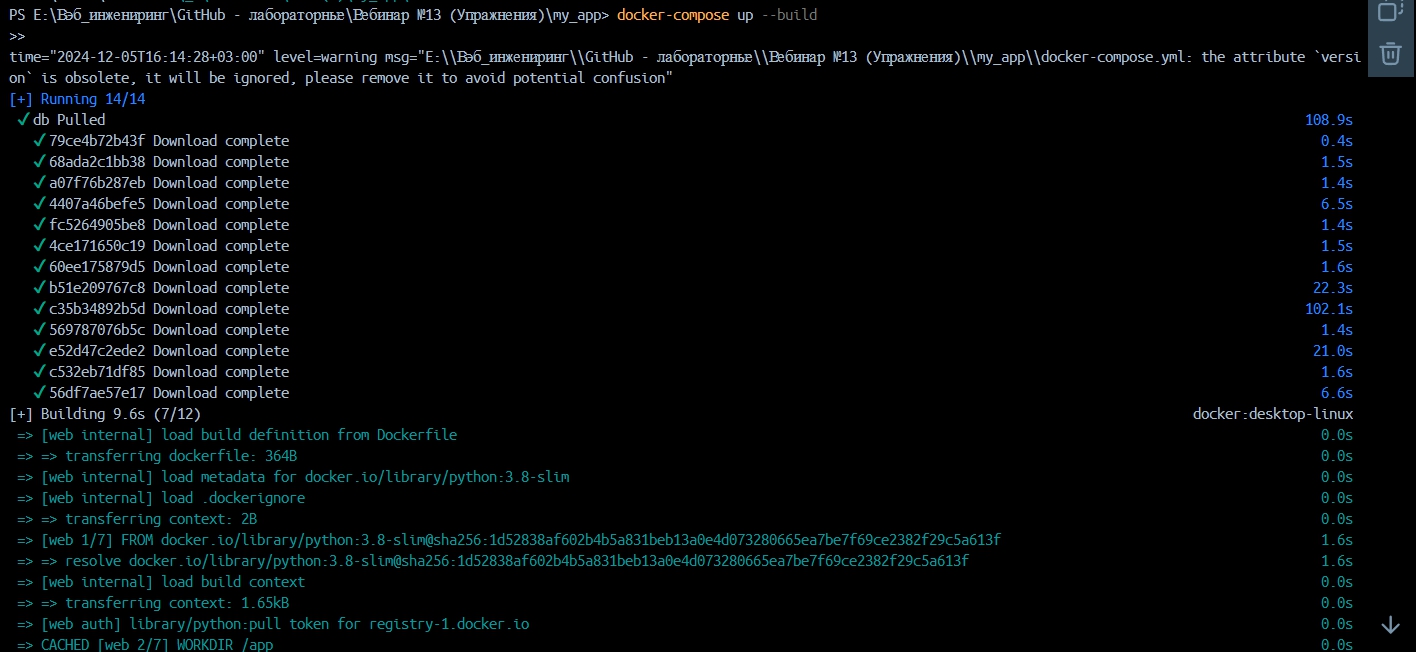 PS E:\Вэб_инжениринг\GitHub - лабораторные\Вебинар №13 (Упражнения)\my_app> docker-compose up --build
>>
time="2024-12-05T16:14:28+03:00" level=warning msg="E:\\Вэб_инжениринг\\GitHub - лабораторные\\Вебинар №13 (Упражнения)\\my_app\\docker-compose.yml: the attribute `versi
on` is obsolete, it will be ignored, please remove it to avoid potential confusion"
[+] Running 14/14
✓ db Pulled 108.9s
✓ 79ce4b72b43f Download complete 0.4s
✓ 68ada2c1bb38 Download complete 1.5s
✓ a07f76b287eb Download complete 1.4s
✓ 4407a46befe5 Download complete 6.5s
✓ fc5264905be8 Download complete 1.4s
✓ 4ce171650c19 Download complete 1.5s
✓ 60ee175879d5 Download complete 1.6s
✓ b51e209767c8 Download complete 22.3s
✓ c35b34892b5d Download complete 102.1s
✓ 569787076b5c Download complete 1.4s
✓ e52d47c2ede2 Download complete 21.0s
✓ c532eb71df85 Download complete 1.6s
✓ 56df7ae57e17 Download complete 6.6s
[+] Building 9.6s (7/12) docker:desktop-linux
=> [web internal] load build definition from Dockerfile 0.0s
=> => transferring dockerfile: 364B 0.0s
=> [web internal] load metadata for docker.io/library/python:3.8-slim 0.0s
=> [web internal] load .dockerignore 0.0s
=> => transferring context: 2B 0.0s
=> [web 1/7] FROM docker.io/library/python:3.8-slim@sha256:1d52838af602b4b5a831beb13a0e4d073280665ea7be7f69ce2382f29c5a613f 1.6s
=> => resolve docker.io/library/python:3.8-slim@sha256:1d52838af602b4b5a831beb13a0e4d073280665ea7be7f69ce2382f29c5a613f 1.6s
=> [web internal] load build context 0.0s
=> => transferring context: 1.65kB 0.0s
=> [web auth] library/python:pull token for registry-1.docker.io 0.0s
=> CACHED [web 2/7] WORKDIR /app 0.0s